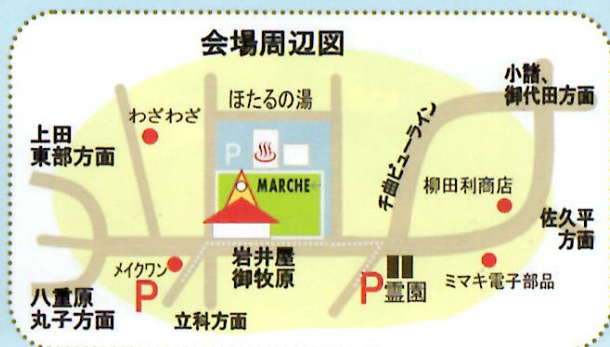 会場周辺図
小諸、
御代田方面
わざわざ
ほたるの湯
上田
東部方面
千曲ビューライン
P
MARCHE
柳田利商店
佐久平
方面
岩井屋
御牧原
メイクワン
P
P霊園
ミマキ電子部品
八重原
丸子方面
立科方面